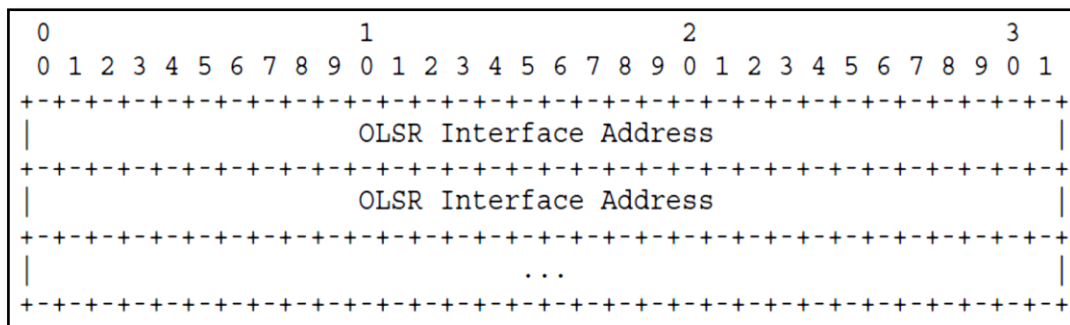 0                   1                   2                   3
0 1 2 3 4 5 6 7 8 9 0 1 2 3 4 5 6 7 8 9 0 1 2 3 4 5 6 7 8 9 0 1
+-+-+-+-+-+-+-+-+-+-+-+-+-+-+-+-+-+-+-+-+-+-+-+-+-+-+-+-+-+-+-+-+
|                    OLSR Interface Address                     |
+-+-+-+-+-+-+-+-+-+-+-+-+-+-+-+-+-+-+-+-+-+-+-+-+-+-+-+-+-+-+-+-+
|                    OLSR Interface Address                     |
+-+-+-+-+-+-+-+-+-+-+-+-+-+-+-+-+-+-+-+-+-+-+-+-+-+-+-+-+-+-+-+-+
|                              ...                              |
+-+-+-+-+-+-+-+-+-+-+-+-+-+-+-+-+-+-+-+-+-+-+-+-+-+-+-+-+-+-+-+-+